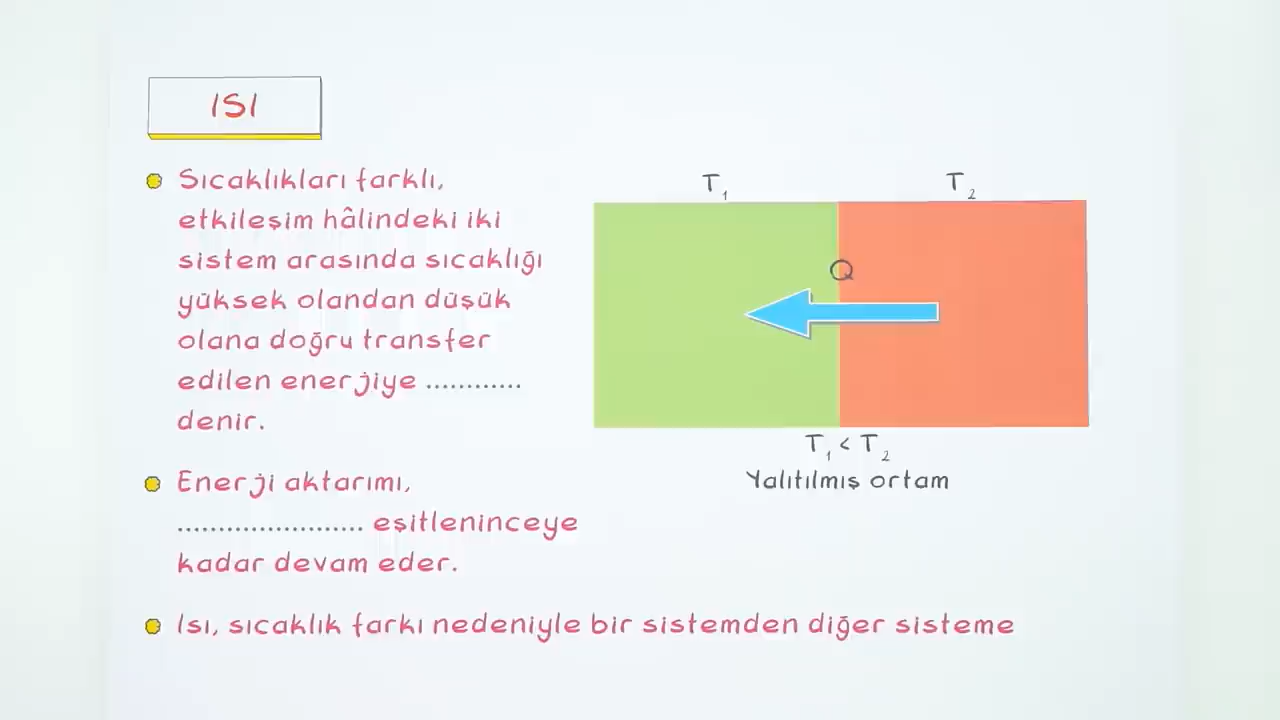 ISI
Sıcaklıkları farklı,
etkileşim hâlindeki iki
sistem arasında sıcaklığı
yüksek olandan düşük
olana doğru transfer
edilen enerjiye ............
denir.
Enerji aktarımı,
....................... eşitleninceye
kadar devam eder.
Isı, sıcaklık farkı nedeniyle bir sistemden diğer sisteme
T₁ T₂
Q
T₁ < T₂
Yalıtılmış ortam